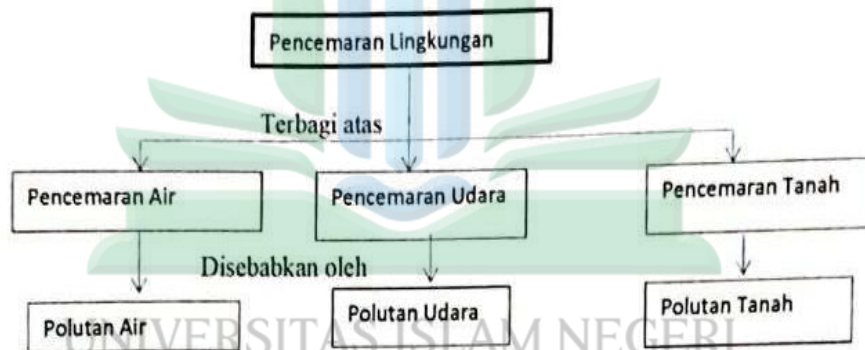 Pencemaran Lingkungan
Terbagi atas
Pencemaran Air
Pencemaran Udara
Pencemaran Tanah
Disebabkan oleh
Polutan Air
Polutan Udara
Polutan Tanah
UNIVERSITAS ISLAM NEGERI